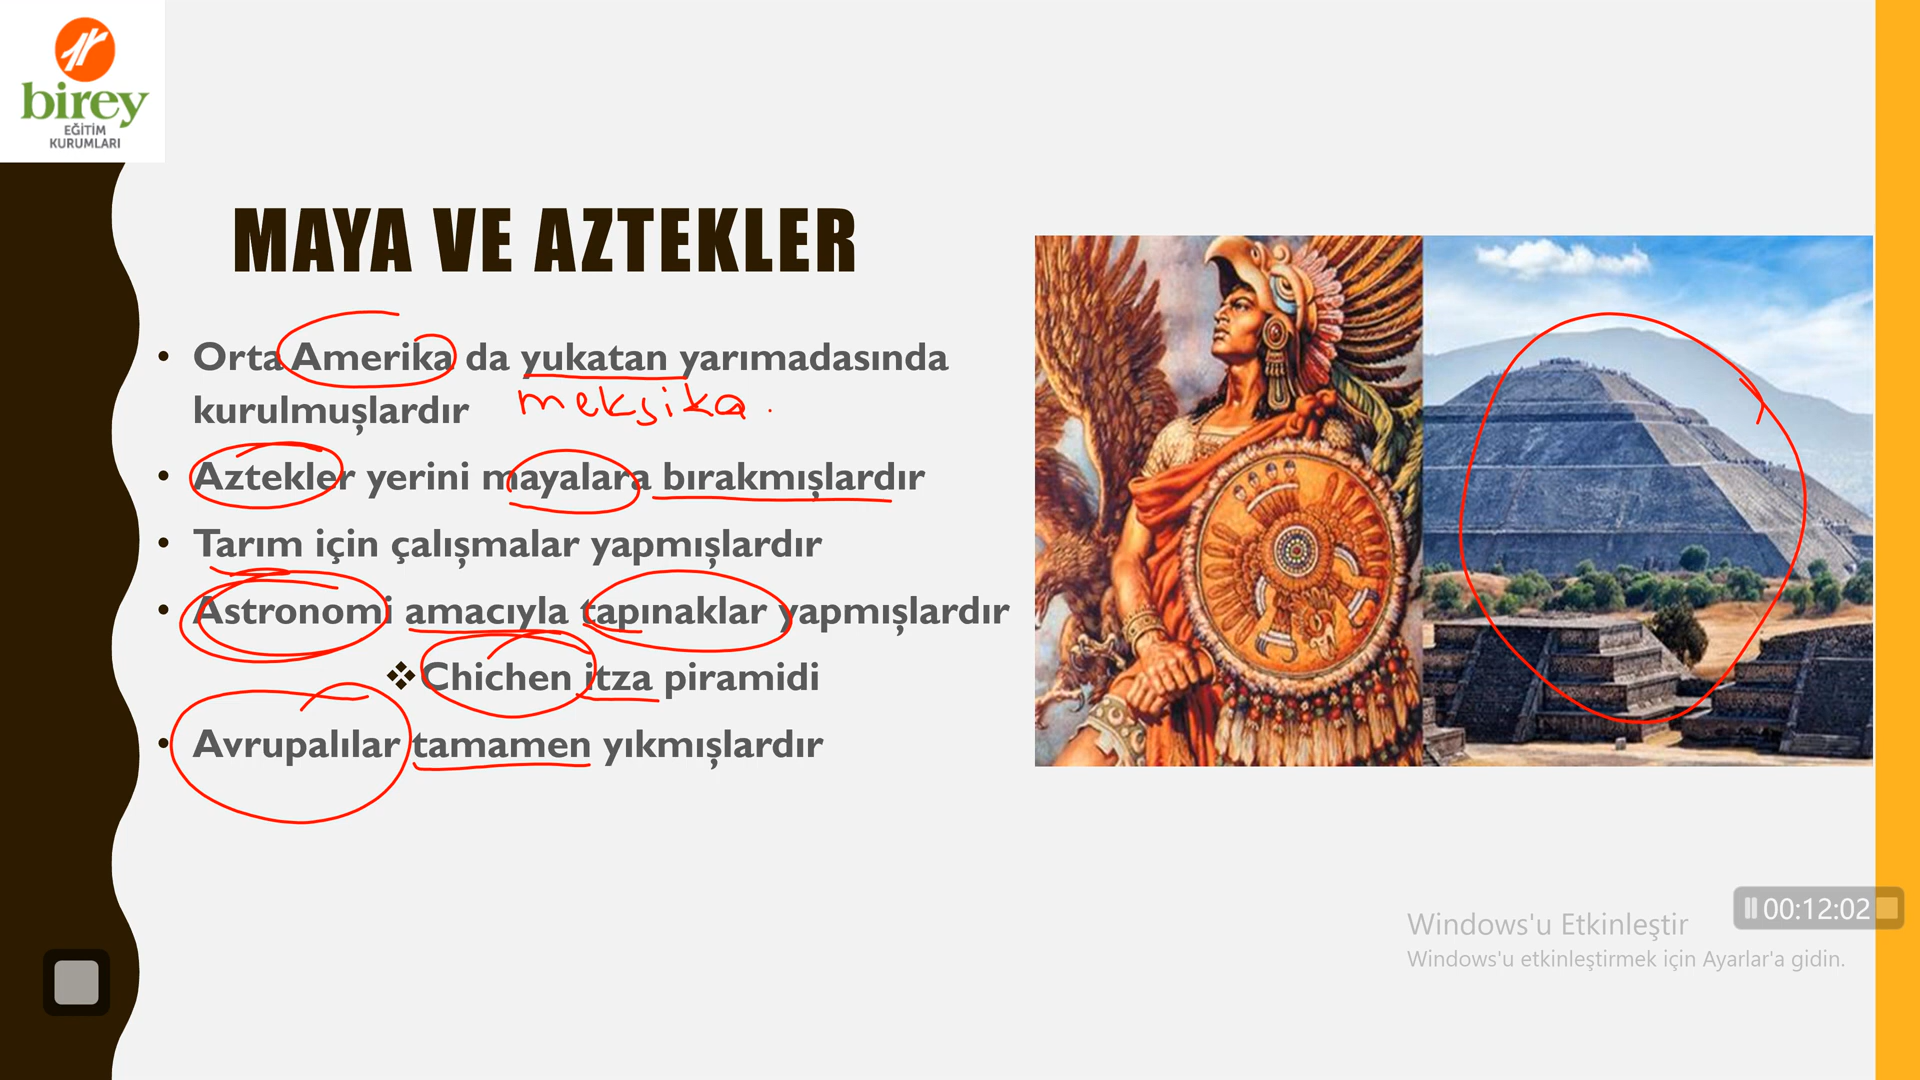 birey
EĞİTİM
KURUMLARI
MAYA VE AZTEKLER
• Orta Amerika da yukatan yarımadasında
kurulmuşlardır
meksika.
• Aztekler yerini mayalara bırakmışlardır
• Tarım için çalışmalar yapmışlardır
• Astronomi amacıyla tapınaklar yapmışlardır
❖Chichen itza piramidi
• Avrupalılar tamamen yıkmışlardır
00:12:02
Windows'u Etkinleştir
Windows'u etkinleştirmek için Ayarlar'a gidin.